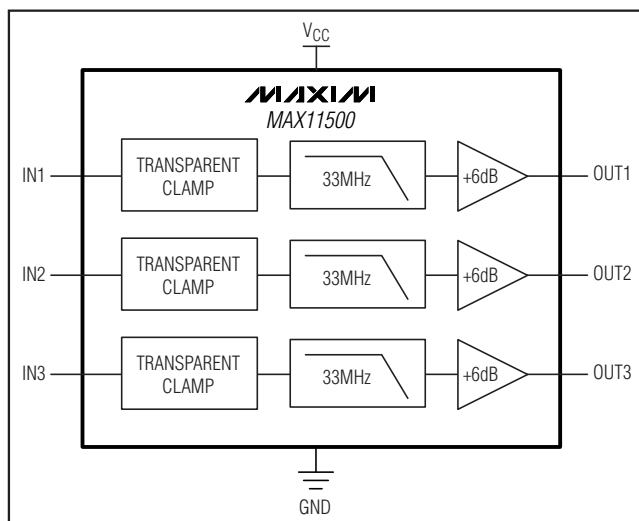 VCC
MAXIM
MAX11500
IN1
TRANSPARENT
CLAMP
33MHz
+6dB
OUT1
IN2
TRANSPARENT
CLAMP
33MHz
+6dB
OUT2
IN3
TRANSPARENT
CLAMP
33MHz
+6dB
OUT3
GND